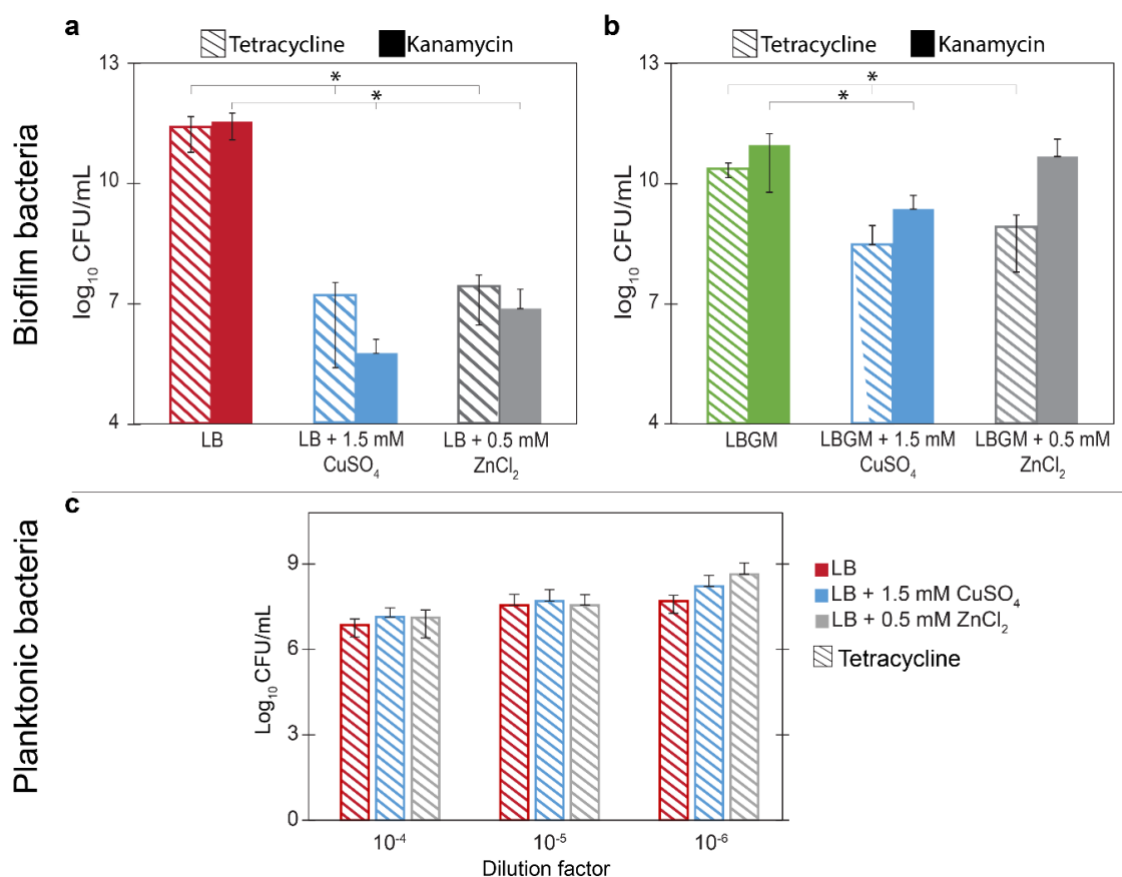 a
Tetracycline Kanamycin
13
10
7
4
log₁₀ CFU/mL
* 
*
LB
LB + 1.5 mM
CuSO₄
LB + 0.5 mM
ZnCl₂
Biofilm bacteria
b
Tetracycline Kanamycin
13
10
7
4
log₁₀ CFU/mL
*
*
LBGM
LBGM + 1.5 mM
CuSO₄
LBGM + 0.5 mM
ZnCl₂
c
Planktonic bacteria
9
6
3
0
Log₁₀ CFU/mL
10⁻⁴
10⁻⁵
10⁻⁶
Dilution factor
LB
LB + 1.5 mM CuSO₄
LB + 0.5 mM ZnCl₂
Tetracycline